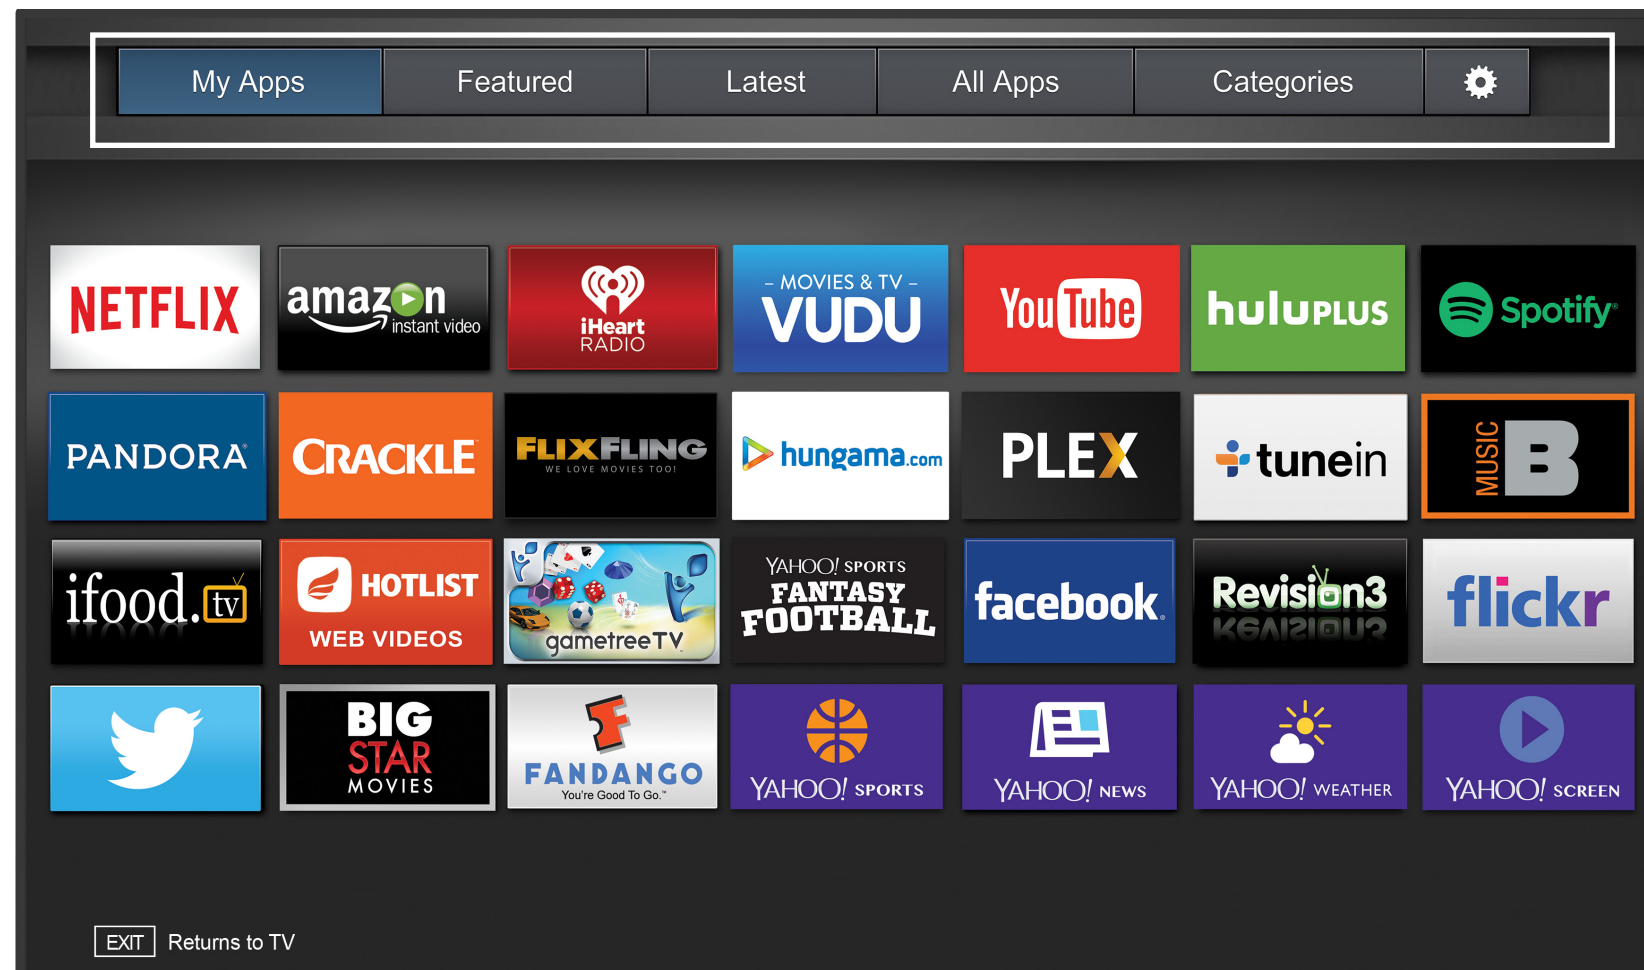 My Apps Featured Latest All Apps Categories
NETFLIX
amazon
instant video
iHeart
RADIO
- MOVIES & TV -
VUDU
YouTube
huluPLUS
Spotify®
PANDORA®
CRACKLE™
FLIXFLING
WE LOVE MOVIES TOO!
hungama.com
PLEX
tunein
MUSIC B
ifood.tv
HOTLIST
WEB VIDEOS
gametreeTV
YAHOO! SPORTS
FANTASY
FOOTBALL
facebook®
Revision3
flickr
BIG
STAR
MOVIES
FANDANGO
You're Good To Go.™
YAHOO! SPORTS
YAHOO! NEWS
YAHOO! WEATHER
YAHOO! SCREEN
EXIT Returns to TV